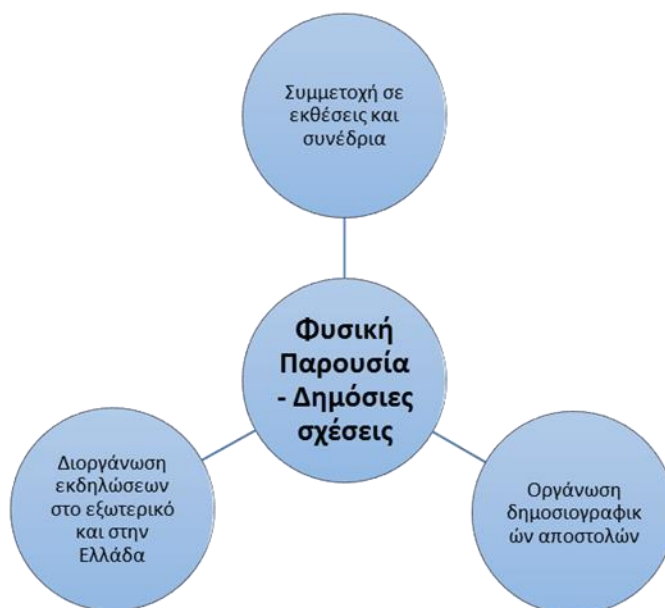 Συμμετοχή σε
εκθέσεις και
συνέδρια
Φυσική
Παρουσία
- Δημόσιες
σχέσεις
Διοργάνωση
εκδηλώσεων
στο εξωτερικό
και στην
Ελλάδα
Οργάνωση
δημοσιογραφικ
ών αποστολών